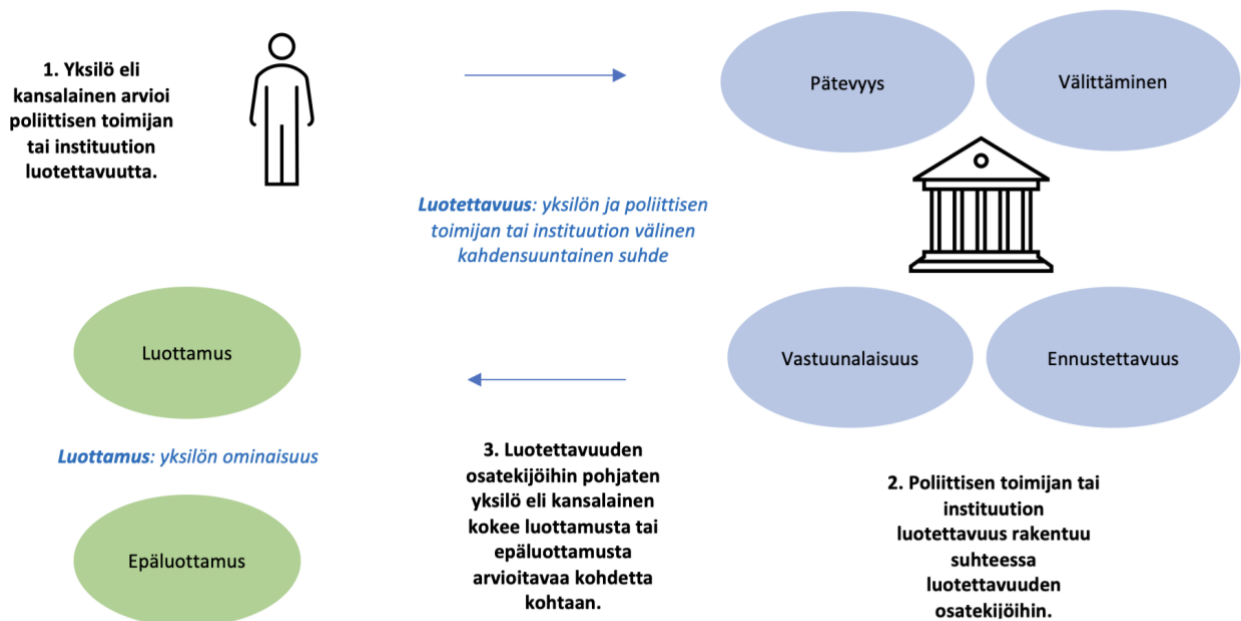 1. Yksilö eli
kansalainen arvioi
poliittisen toimijan
tai instituution
luotettavuutta.
Pätevyys
Välittäminen
Luotettavuus: yksilön ja poliittisen
toimijan tai instituution välinen
kahdensuuntainen suhde
Luottamus
Vastuunalaisuus
Ennustettavuus
Luottamus: yksilön ominaisuus
Epäluottamus
3. Luotettavuuden
osatekijöihin pohjaten
yksilö eli kansalainen
kokee luottamusta tai
epäluottamusta
arvioitavaa kohdetta
kohtaan.
2. Poliittisen toimijan tai
instituution
luotettavuus rakentuu
suhteessa
luotettavuuden
osatekijöihin.